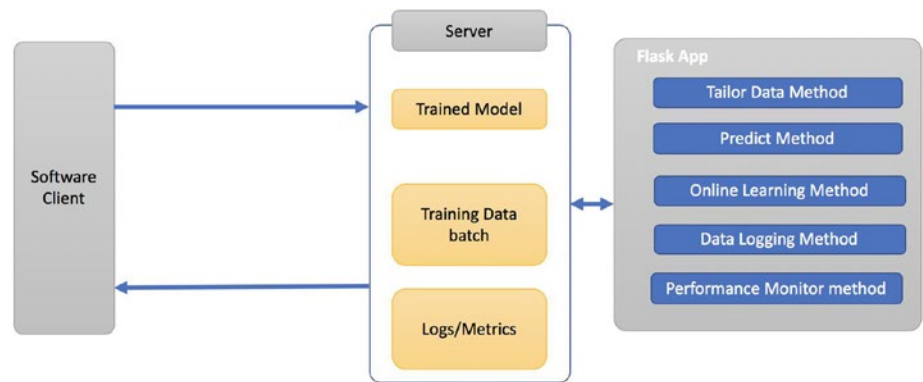 Software
Client
Server
Trained Model
Training Data
batch
Logs/Metrics
Flask App
Tailor Data Method
Predict Method
Online Learning Method
Data Logging Method
Performance Monitor method